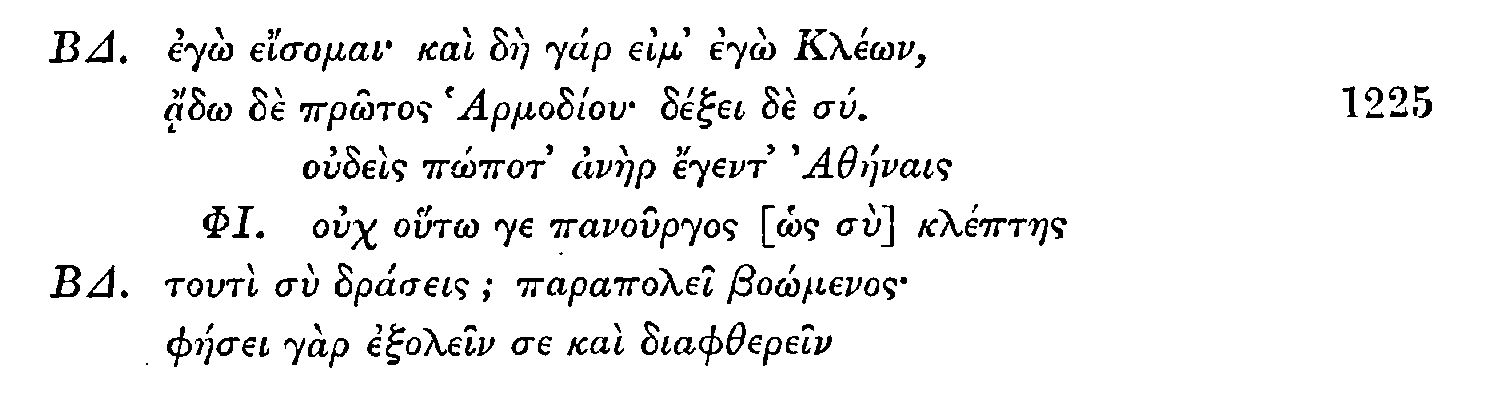 ΒΔ. ἐγὼ εἴσομαι· καὶ δὴ γάρ εἰμ’ ἐγὼ Κλέων,
ᾄδω δὲ πρῶτος Ἁρμοδίου· δέξει δὲ σύ. 1225
οὐδεὶς πώποτ’ ἀνὴρ ἔγεντ’ Ἀθήναις
ΦΙ. οὐχ οὕτω γε πανοῦργος [ὡς σὺ] κλέπτης
ΒΔ. τουτὶ σὺ δράσεις; παραπολεῖ βοώμενος·
φήσει γὰρ ἐξολεῖν σε καὶ διαφθερεῖν